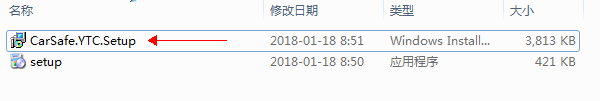 名称 修改日期 类型 大小
CarSafe.YTC.Setup 2018-01-18 8:51 Windows Install... 3,813 KB
setup 2018-01-18 8:50 应用程序 421 KB